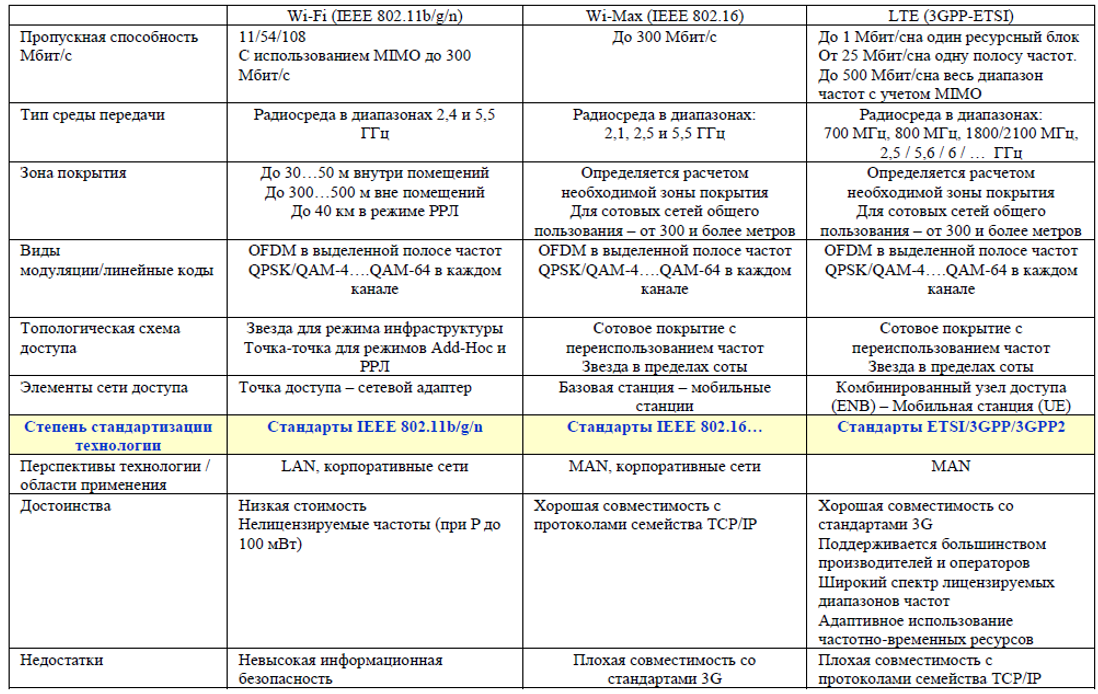 Wi-Fi (IEEE 802.11b/g/n)
Wi-Max (IEEE 802.16)
LTE (3GPP-ETSI)
Пропускная способность
Мбит/с
11/54/108
С использованием MIMO до 300
Мбит/с
До 300 Мбит/с
До 1 Мбит/сна один ресурсный блок
От 25 Мбит/сна одну полосу частот.
До 500 Мбит/сна весь диапазон
частот с учетом MIMO
Тип среды передачи
Радиосреда в диапазонах 2,4 и 5,5
ГГц
Радиосреда в диапазонах:
2,1, 2,5 и 5,5 ГГц
Радиосреда в диапазонах:
700 МГц, 800 МГц, 1800/2100 МГц,
2,5 / 5,6 / 6 / … ГГц
Зона покрытия
До 30…50 м внутри помещений
До 300…500 м вне помещений
До 40 км в режиме РРЛ
Определяется расчетом
необходимой зоны покрытия
Для сотовых сетей общего
пользования – от 300 и более метров
Определяется расчетом
необходимой зоны покрытия
Для сотовых сетей общего
пользования – от 300 и более метров
Виды
модуляции/линейные коды
OFDM в выделенной полосе частот
QPSK/QAM-4….QAM-64 в каждом
канале
OFDM в выделенной полосе частот
QPSK/QAM-4….QAM-64 в каждом
канале
OFDM в выделенной полосе частот
QPSK/QAM-4….QAM-64 в каждом
канале
Топологическая схема
доступа
Звезда для режима инфраструктуры
Точка-точка для режимов Add-Hoc и
РРЛ
Сотовое покрытие с
переиспользованием частот
Звезда в пределах соты
Сотовое покрытие с
переиспользованием частот
Звезда в пределах соты
Элементы сети доступа
Точка доступа – сетевой адаптер
Базовая станция – мобильные
станции
Комбинированный узел доступа
(ENB) – Мобильная станция (UE)
Степень стандартизации
технологии
Стандарты IEEE 802.11b/g/n
Стандарты IEEE 802.16…
Стандарты ETSI/3GPP/3GPP2
Перспективы технологии /
области применения
LAN, корпоративные сети
MAN, корпоративные сети
MAN
Достоинства
Низкая стоимость
Нелицензируемые частоты (при Р до
100 мВт)
Хорошая совместимость с
протоколами семейства TCP/IP
Хорошая совместимость со
стандартами 3G
Поддерживается большинством
производителей и операторов
Широкий спектр лицензируемых
диапазонов частот
Адаптивное использование
частотно-временных ресурсов
Недостатки
Невысокая информационная
безопасность
Плохая совместимость со
стандартами 3G
Плохая совместимость с
протоколами семейства TCP/IP